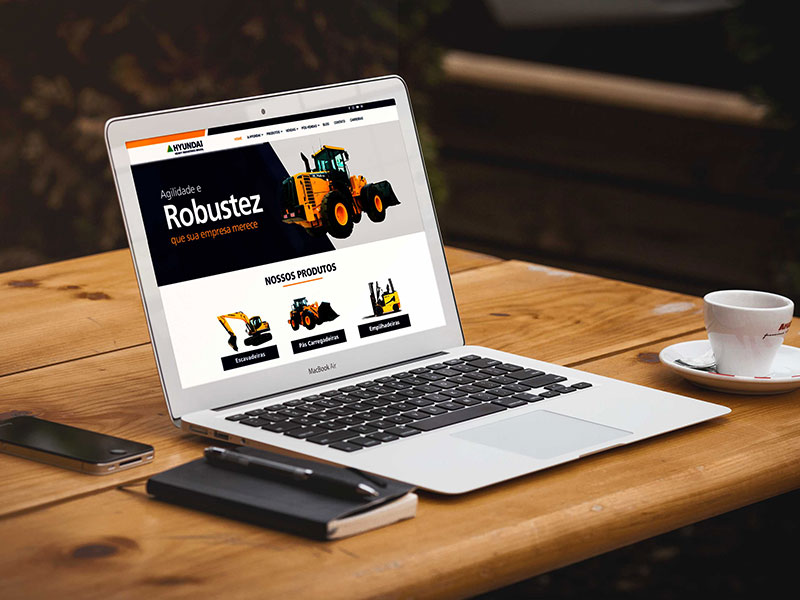 HOME A HYUNDAI PRODUTOS VENDAS PÓS-VENDAS BLOG CONTATO CARREIRAS
HYUNDAI
Agilidade e
Robustez
que sua empresa merece
NOSSOS PRODUTOS
Escavadeiras
Pás Carregadeiras
Empilhadeiras
MacBook Air